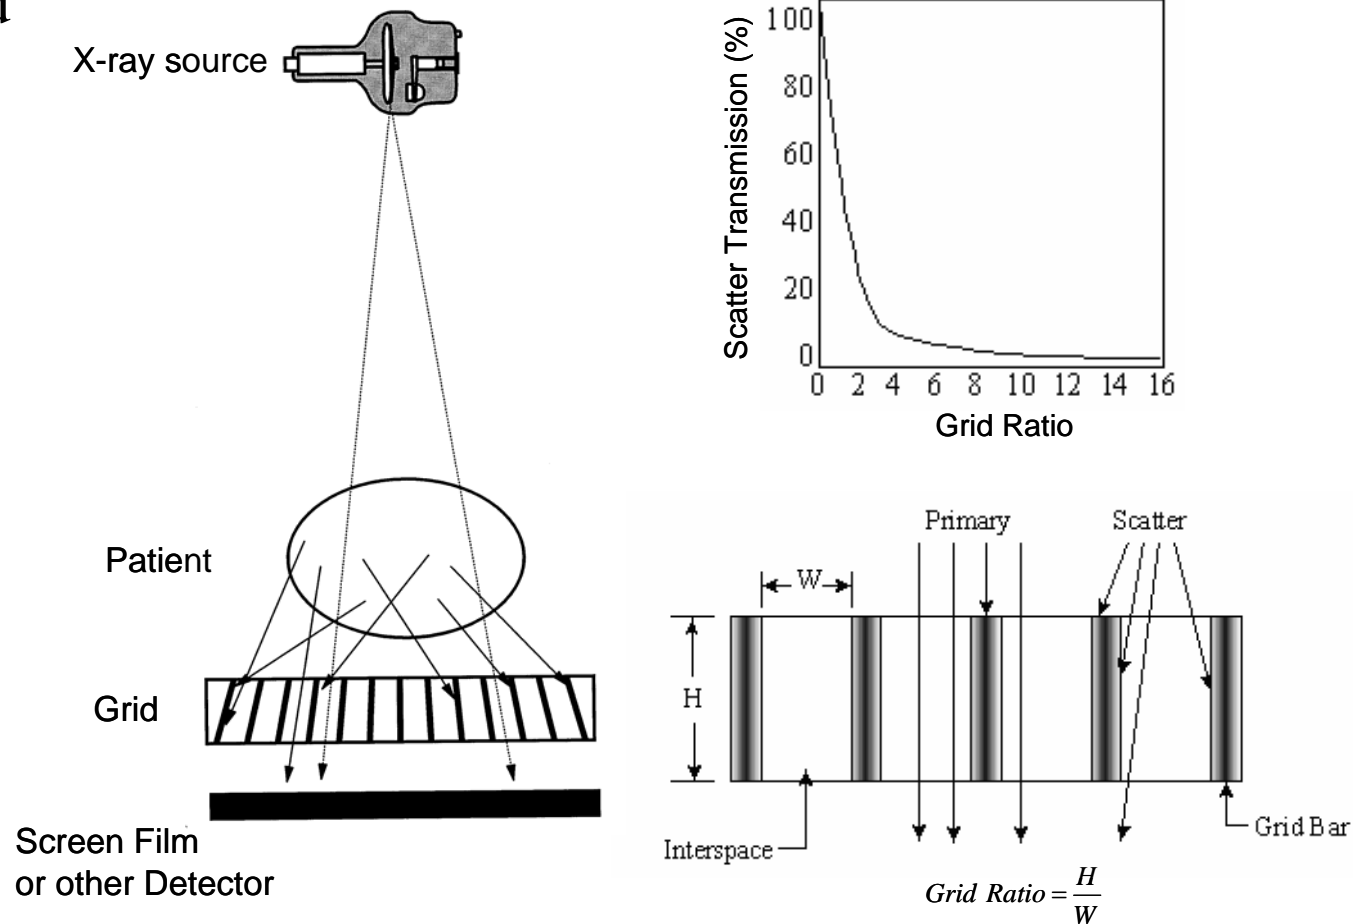 X-ray source
Patient
Grid
Screen Film
or other Detector
Scatter Transmission (%)
100
80
60
40
20
0
0 2 4 6 8 10 12 14 16
Grid Ratio
Primary
Scatter
W
H
Interspace
Grid Bar
Grid Ratio = H/W